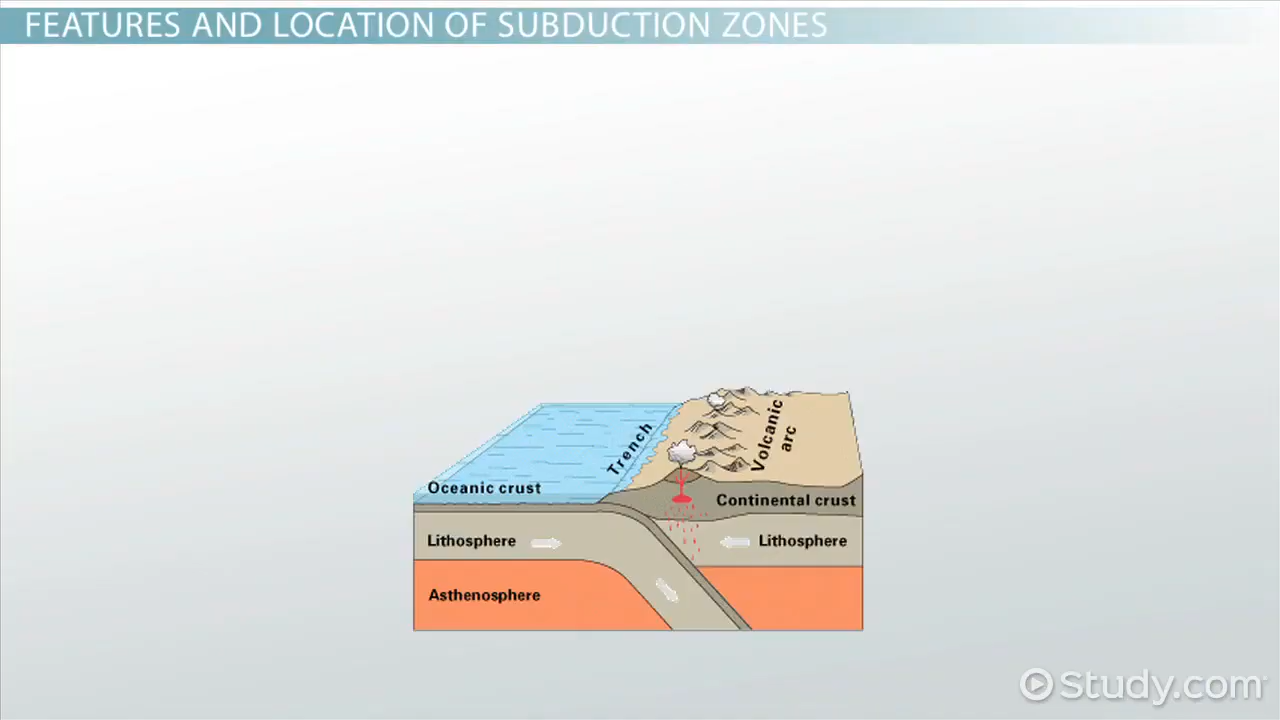 FEATURES AND LOCATION OF SUBDUCTION ZONES
Trench
Volcanic
arc
Oceanic crust
Continental crust
Lithosphere
Lithosphere
Asthenosphere
Study.com